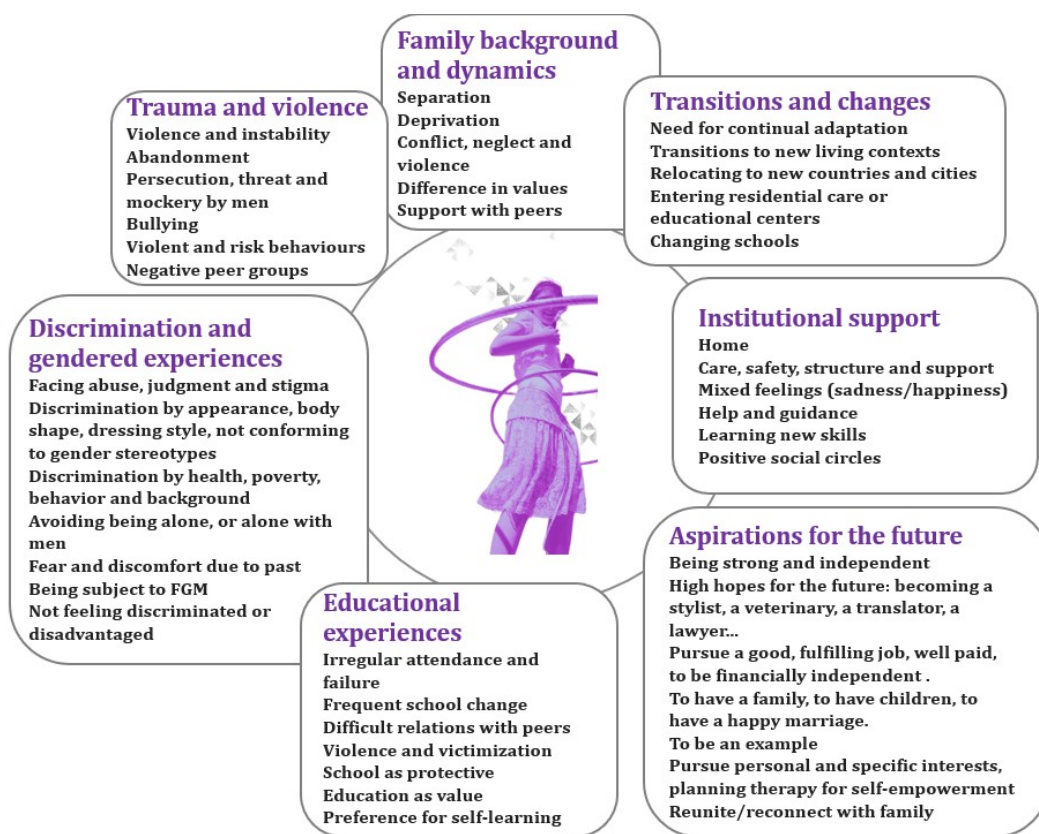 Family background
and dynamics
Separation
Deprivation
Conflict, neglect and
violence
Difference in values
Support with peers
Trauma and violence
Violence and instability
Abandonment
Persecution, threat and
mockery by men
Bullying
Violent and risk behaviours
Negative peer groups
Transitions and changes
Need for continual adaptation
Transitions to new living contexts
Relocating to new countries and cities
Entering residential care or
educational centers
Changing schools
Discrimination and
gendered experiences
Facing abuse, judgment and stigma
Discrimination by appearance, body
shape, dressing style, not conforming
to gender stereotypes
Discrimination by health, poverty,
behavior and background
Avoiding being alone, or alone with
men
Fear and discomfort due to past
Being subject to FGM
Not feeling discriminated or
disadvantaged
Institutional support
Home
Care, safety, structure and support
Mixed feelings (sadness/happiness)
Help and guidance
Learning new skills
Positive social circles
Educational
experiences
Irregular attendance and
failure
Frequent school change
Difficult relations with peers
Violence and victimization
School as protective
Education as value
Preference for self-learning
Aspirations for the future
Being strong and independent
High hopes for the future: becoming a
stylist, a veterinary, a translator, a
lawyer...
Pursue a good, fulfilling job, well paid,
to be financially independent .
To have a family, to have children, to
have a happy marriage.
To be an example
Pursue personal and specific interests,
planning therapy for self-empowerment
Reunite/reconnect with family